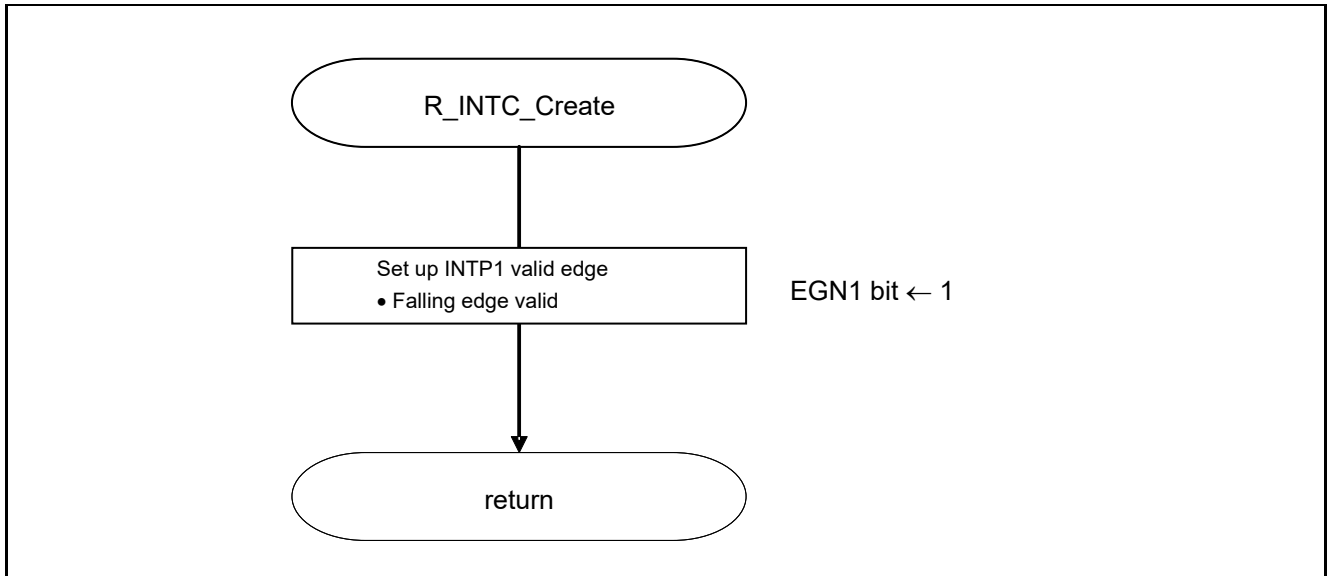 R_INTC_Create
Set up INTP1 valid edge
• Falling edge valid
EGN1 bit ← 1
return